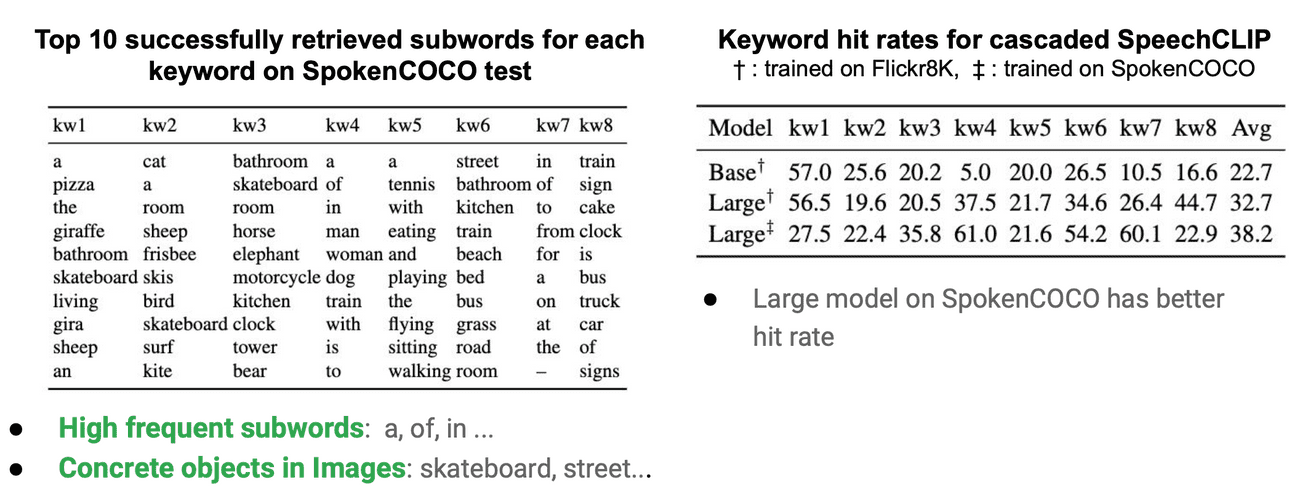 Top 10 successfully retrieved subwords for each
keyword on SpokenCOCO test
kw1 kw2 kw3 kw4 kw5 kw6 kw7 kw8
a cat bathroom a a street in train
pizza a skateboard of tennis bathroom of sign
the room room in with kitchen to cake
giraffe sheep horse man eating train from clock
bathroom frisbee elephant woman and beach for is
skateboard skis motorcycle dog playing bed a bus
living bird kitchen train the bus on truck
gira skateboard clock with flying grass at car
sheep surf tower is sitting road the of
an kite bear to walking room – signs
● High frequent subwords: a, of, in ...
● Concrete objects in Images: skateboard, street...
Keyword hit rates for cascaded SpeechCLIP
† : trained on Flickr8K, ‡ : trained on SpokenCOCO
Model kw1 kw2 kw3 kw4 kw5 kw6 kw7 kw8 Avg
Base† 57.0 25.6 20.2 5.0 20.0 26.5 10.5 16.6 22.7
Large† 56.5 19.6 20.5 37.5 21.7 34.6 26.4 44.7 32.7
Large‡ 27.5 22.4 35.8 61.0 21.6 54.2 60.1 22.9 38.2
● Large model on SpokenCOCO has better
hit rate